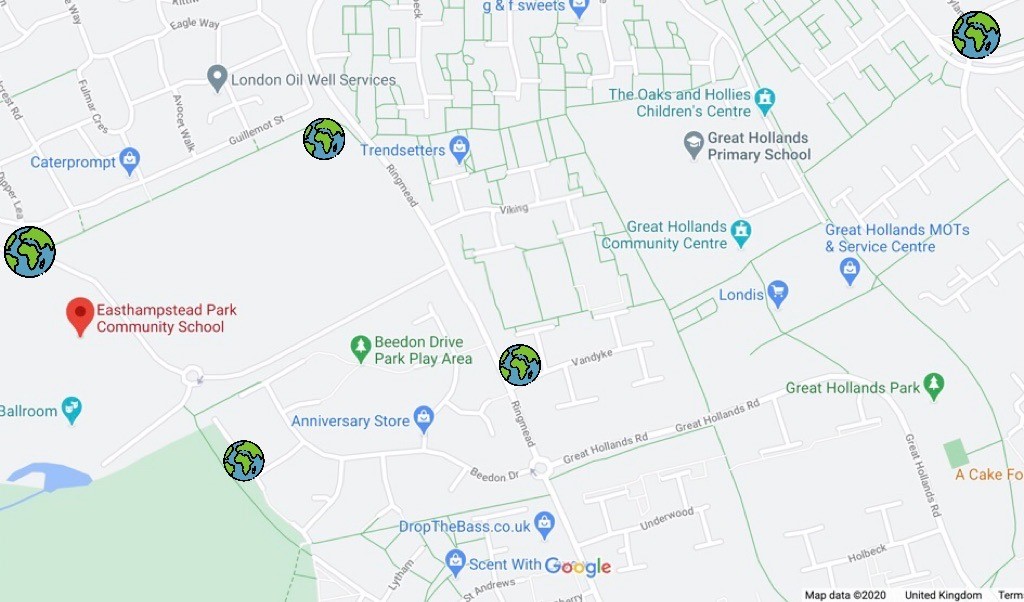 g & f sweets
Eagle Way
London Oil Well Services
Fulmar Cres
Avocet Walk
Guillemot St
Caterprompt
Dipper Lea
Trendsetters
The Oaks and Hollies
Children's Centre
Great Hollands
Primary School
Ringmead
Viking
Great Hollands
Community Centre
Great Hollands MOTs
& Service Centre
Londis
Easthampstead Park
Community School
Beedon Drive
Park Play Area
Vandyke
Great Hollands Park
Ballroom
Anniversary Store
Ringmead
Great Hollands Rd
Great Hollands Rd
Great Hollands Rd
Beedon Dr
A Cake Fo
DropTheBass.co.uk
Underwood
Scent With
Google
Lytham
St Andrews
Holbeck
Map data ©2020 United Kingdom Term